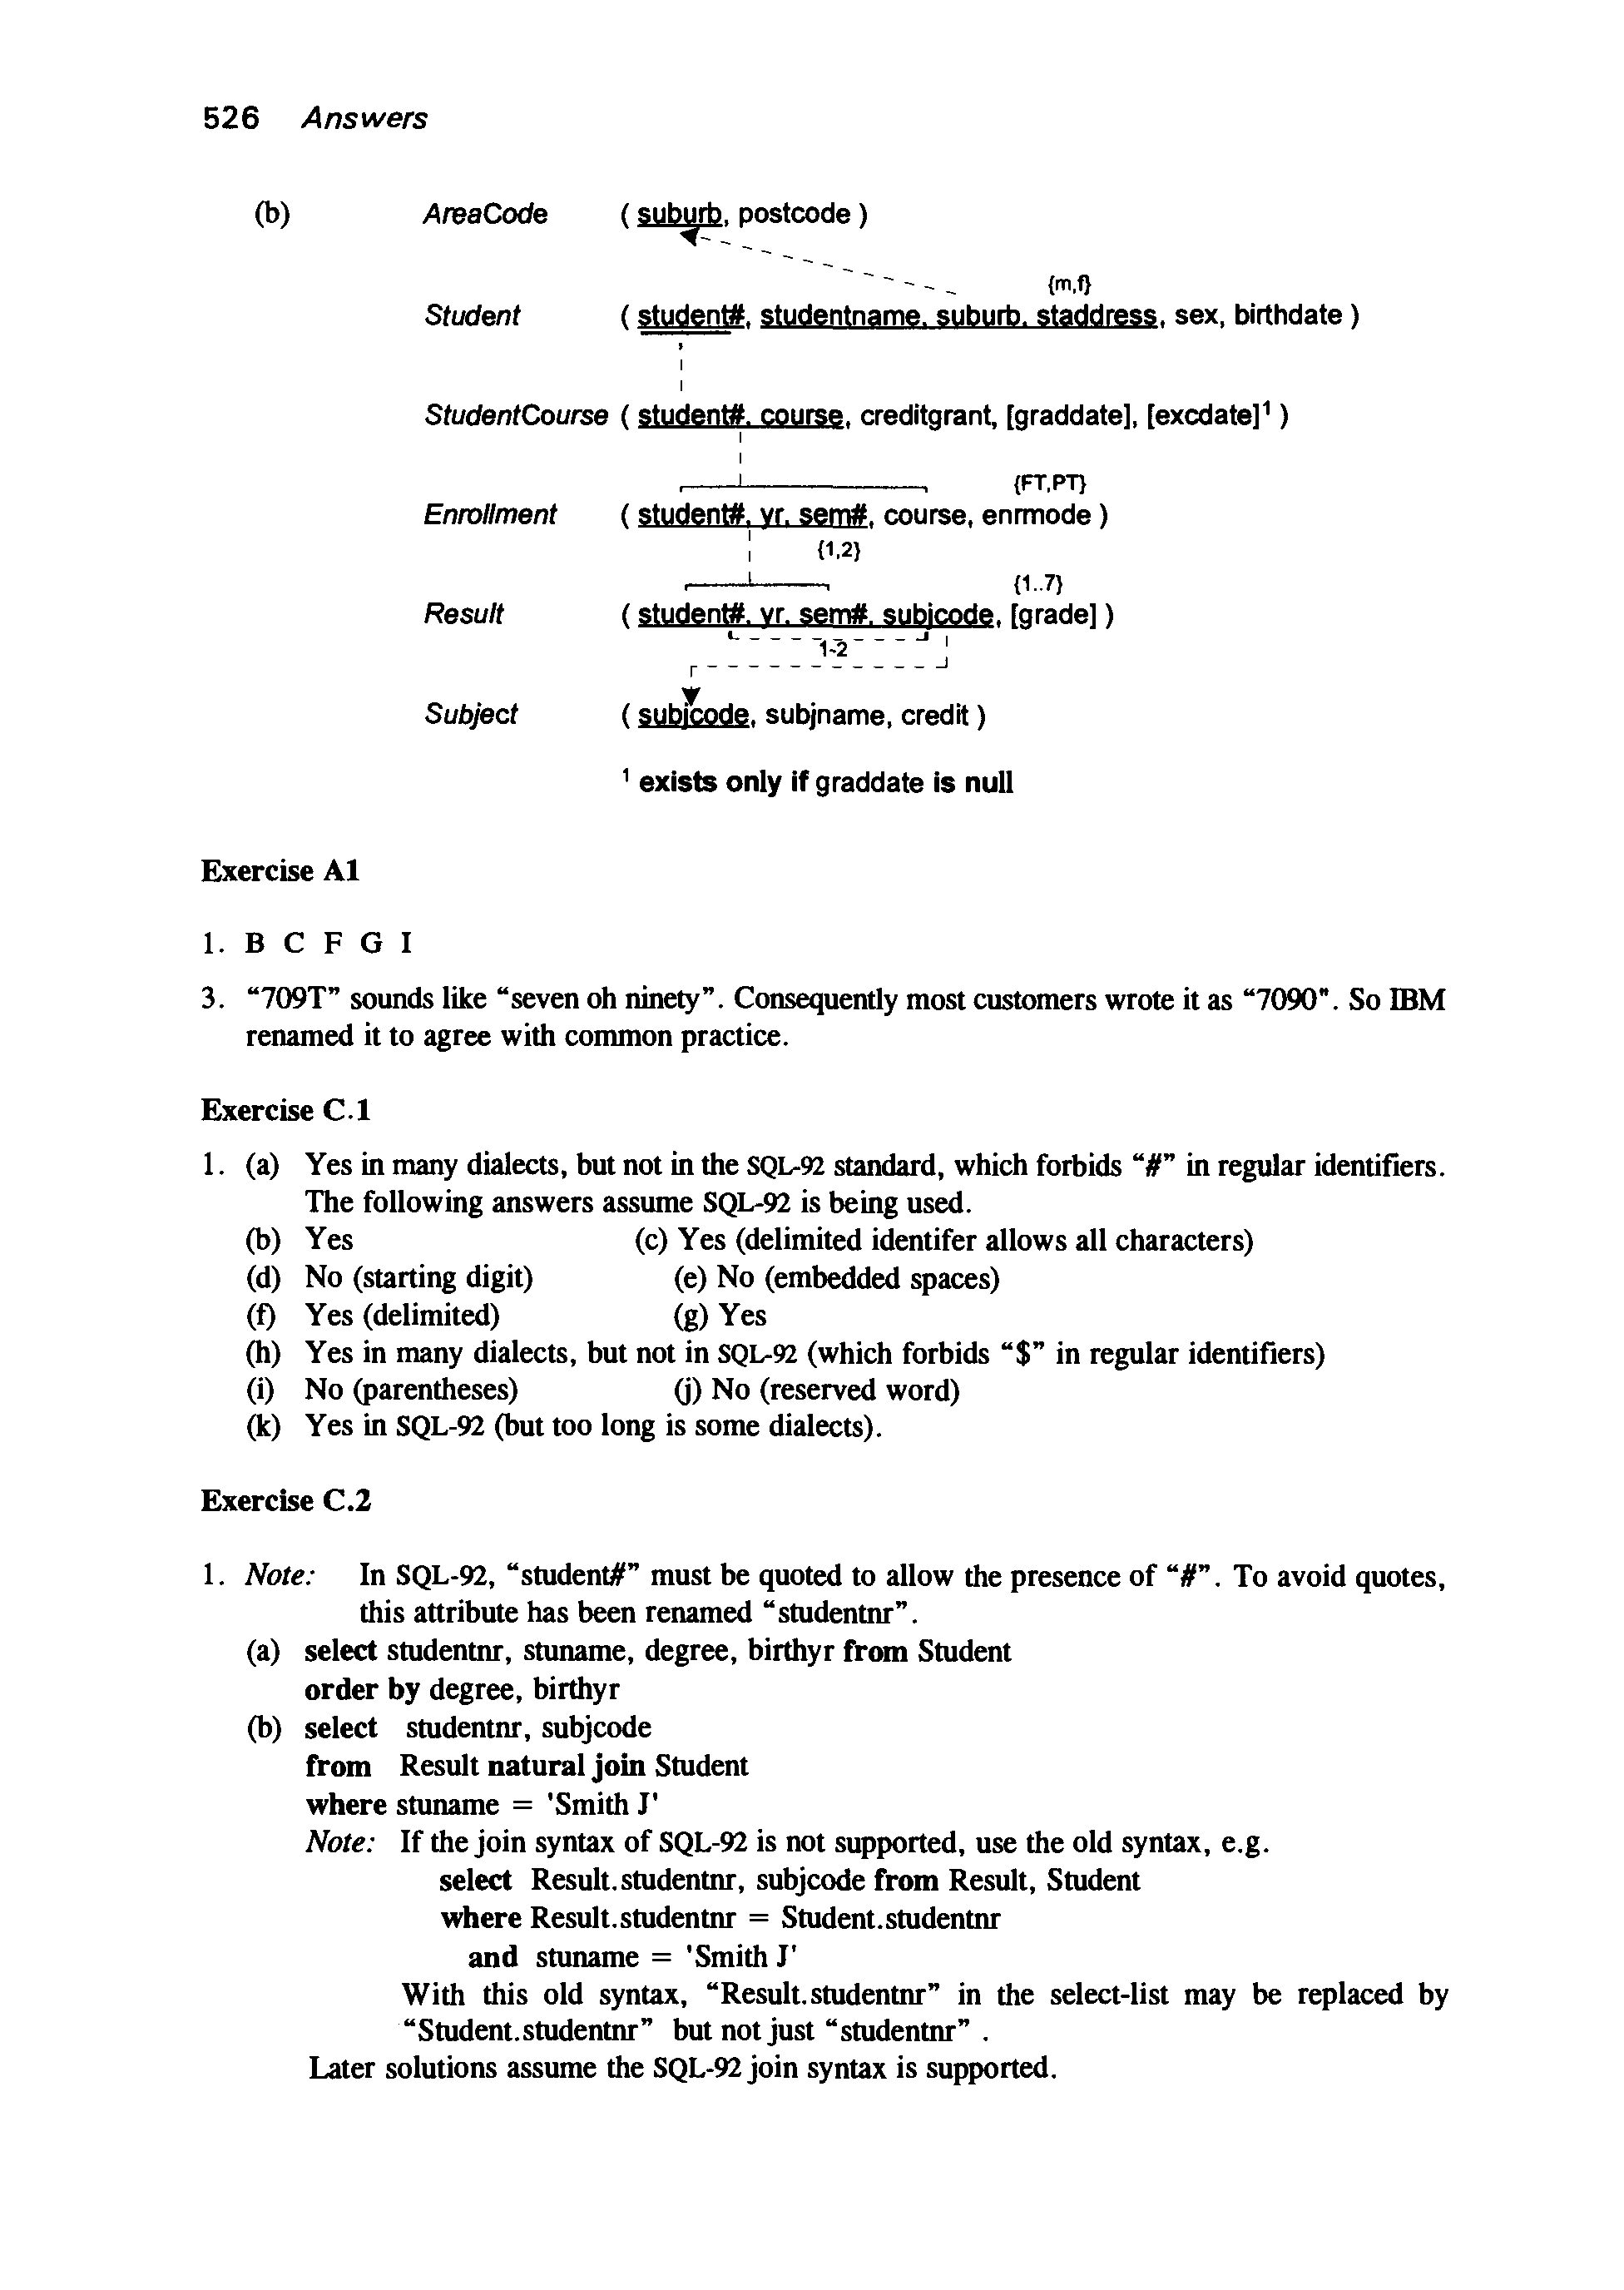 526 Answers
(b) AreaCode ( suburb, postcode )
{m,f}
Student ( student#, studentname, suburb, staddress, sex, birthdate )
StudentCourse ( student#, course, creditgrant, [graddate], [excdate]¹ )
{FT,PT}
Enrollment ( student#, yr, sem#, course, enrmode )
{1,2}
{1..7}
Result ( student#, yr, sem#, subjcode, [grade] )
1-2
Subject ( subjcode, subjname, credit )
¹ exists only if graddate is null
Exercise A1
1. B C F G I
3. “709T” sounds like “seven oh ninety”. Consequently most customers wrote it as “7090”. So IBM
renamed it to agree with common practice.
Exercise C.1
1. (a) Yes in many dialects, but not in the SQL-92 standard, which forbids “#” in regular identifiers.
The following answers assume SQL-92 is being used.
(b) Yes (c) Yes (delimited identifer allows all characters)
(d) No (starting digit) (e) No (embedded spaces)
(f) Yes (delimited) (g) Yes
(h) Yes in many dialects, but not in SQL-92 (which forbids “$” in regular identifiers)
(i) No (parentheses) (j) No (reserved word)
(k) Yes in SQL-92 (but too long is some dialects).
Exercise C.2
1. Note: In SQL-92, “student#” must be quoted to allow the presence of “#”. To avoid quotes,
this attribute has been renamed “studentnr”.
(a) select studentnr, stuname, degree, birthyr from Student
order by degree, birthyr
(b) select studentnr, subjcode
from Result natural join Student
where stuname = 'Smith J'
Note: If the join syntax of SQL-92 is not supported, use the old syntax, e.g.
select Result.studentnr, subjcode from Result, Student
where Result.studentnr = Student.studentnr
and stuname = 'Smith J'
With this old syntax, “Result.studentnr” in the select-list may be replaced by
“Student.studentnr” but not just “studentnr” .
Later solutions assume the SQL-92 join syntax is supported.